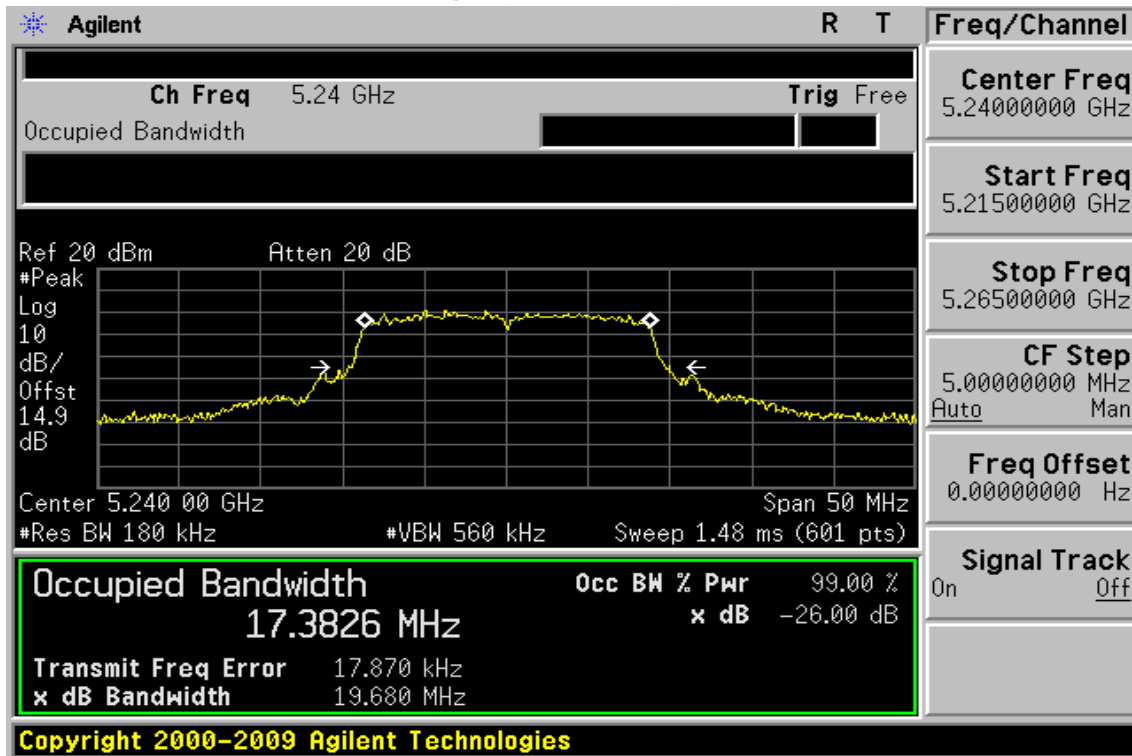 Agilent R T
Ch Freq 5.24 GHz Trig Free
Occupied Bandwidth
Ref 20 dBm Atten 20 dB
#Peak
Log
10
dB/
Offst
14.9
dB
Center 5.240 00 GHz Span 50 MHz
#Res BW 180 kHz #VBW 560 kHz Sweep 1.48 ms (601 pts)
Occupied Bandwidth
17.3826 MHz
Occ BW % Pwr 99.00 %
x dB -26.00 dB
Transmit Freq Error 17.870 kHz
x dB Bandwidth 19.680 MHz
Copyright 2000-2009 Agilent Technologies
Freq/Channel
Center Freq
5.24000000 GHz
Start Freq
5.21500000 GHz
Stop Freq
5.26500000 GHz
CF Step
5.00000000 MHz
Auto Man
Freq Offset
0.00000000 Hz
Signal Track
On Off